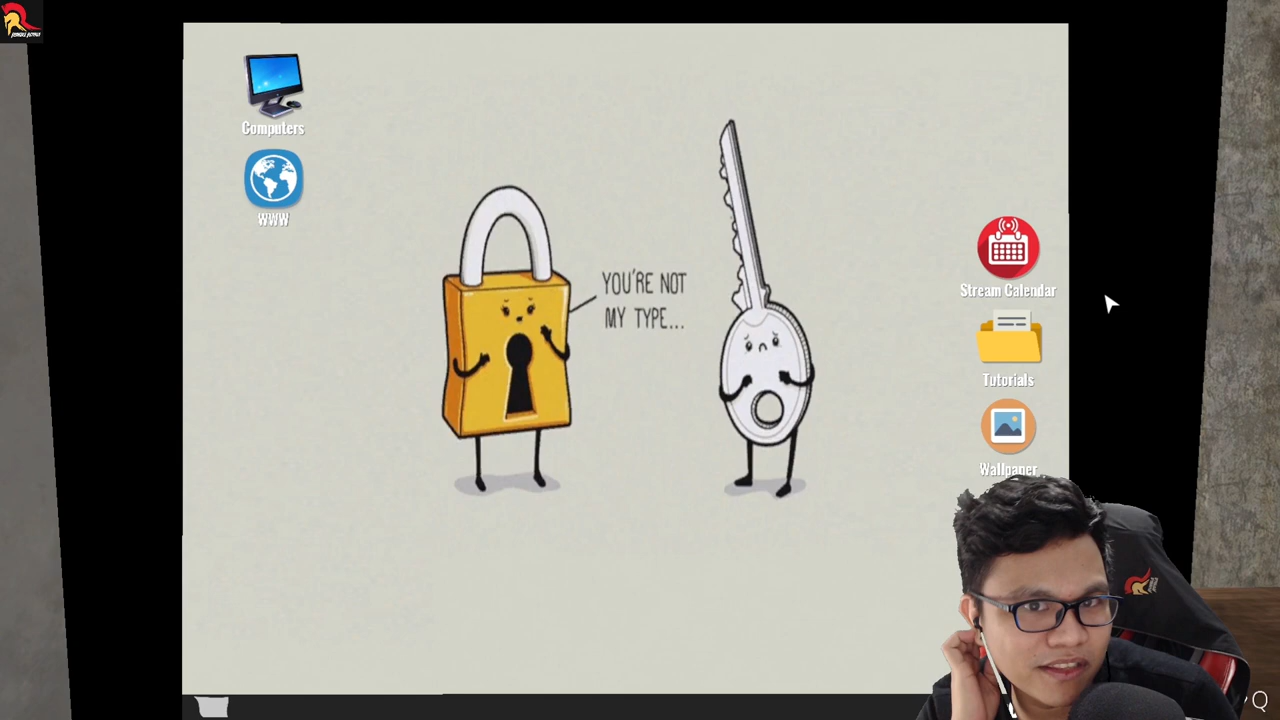 Computers
WWW
YOU'RE NOT
MY TYPE...
Stream Calendar
Tutorials
Wallpaper
Q